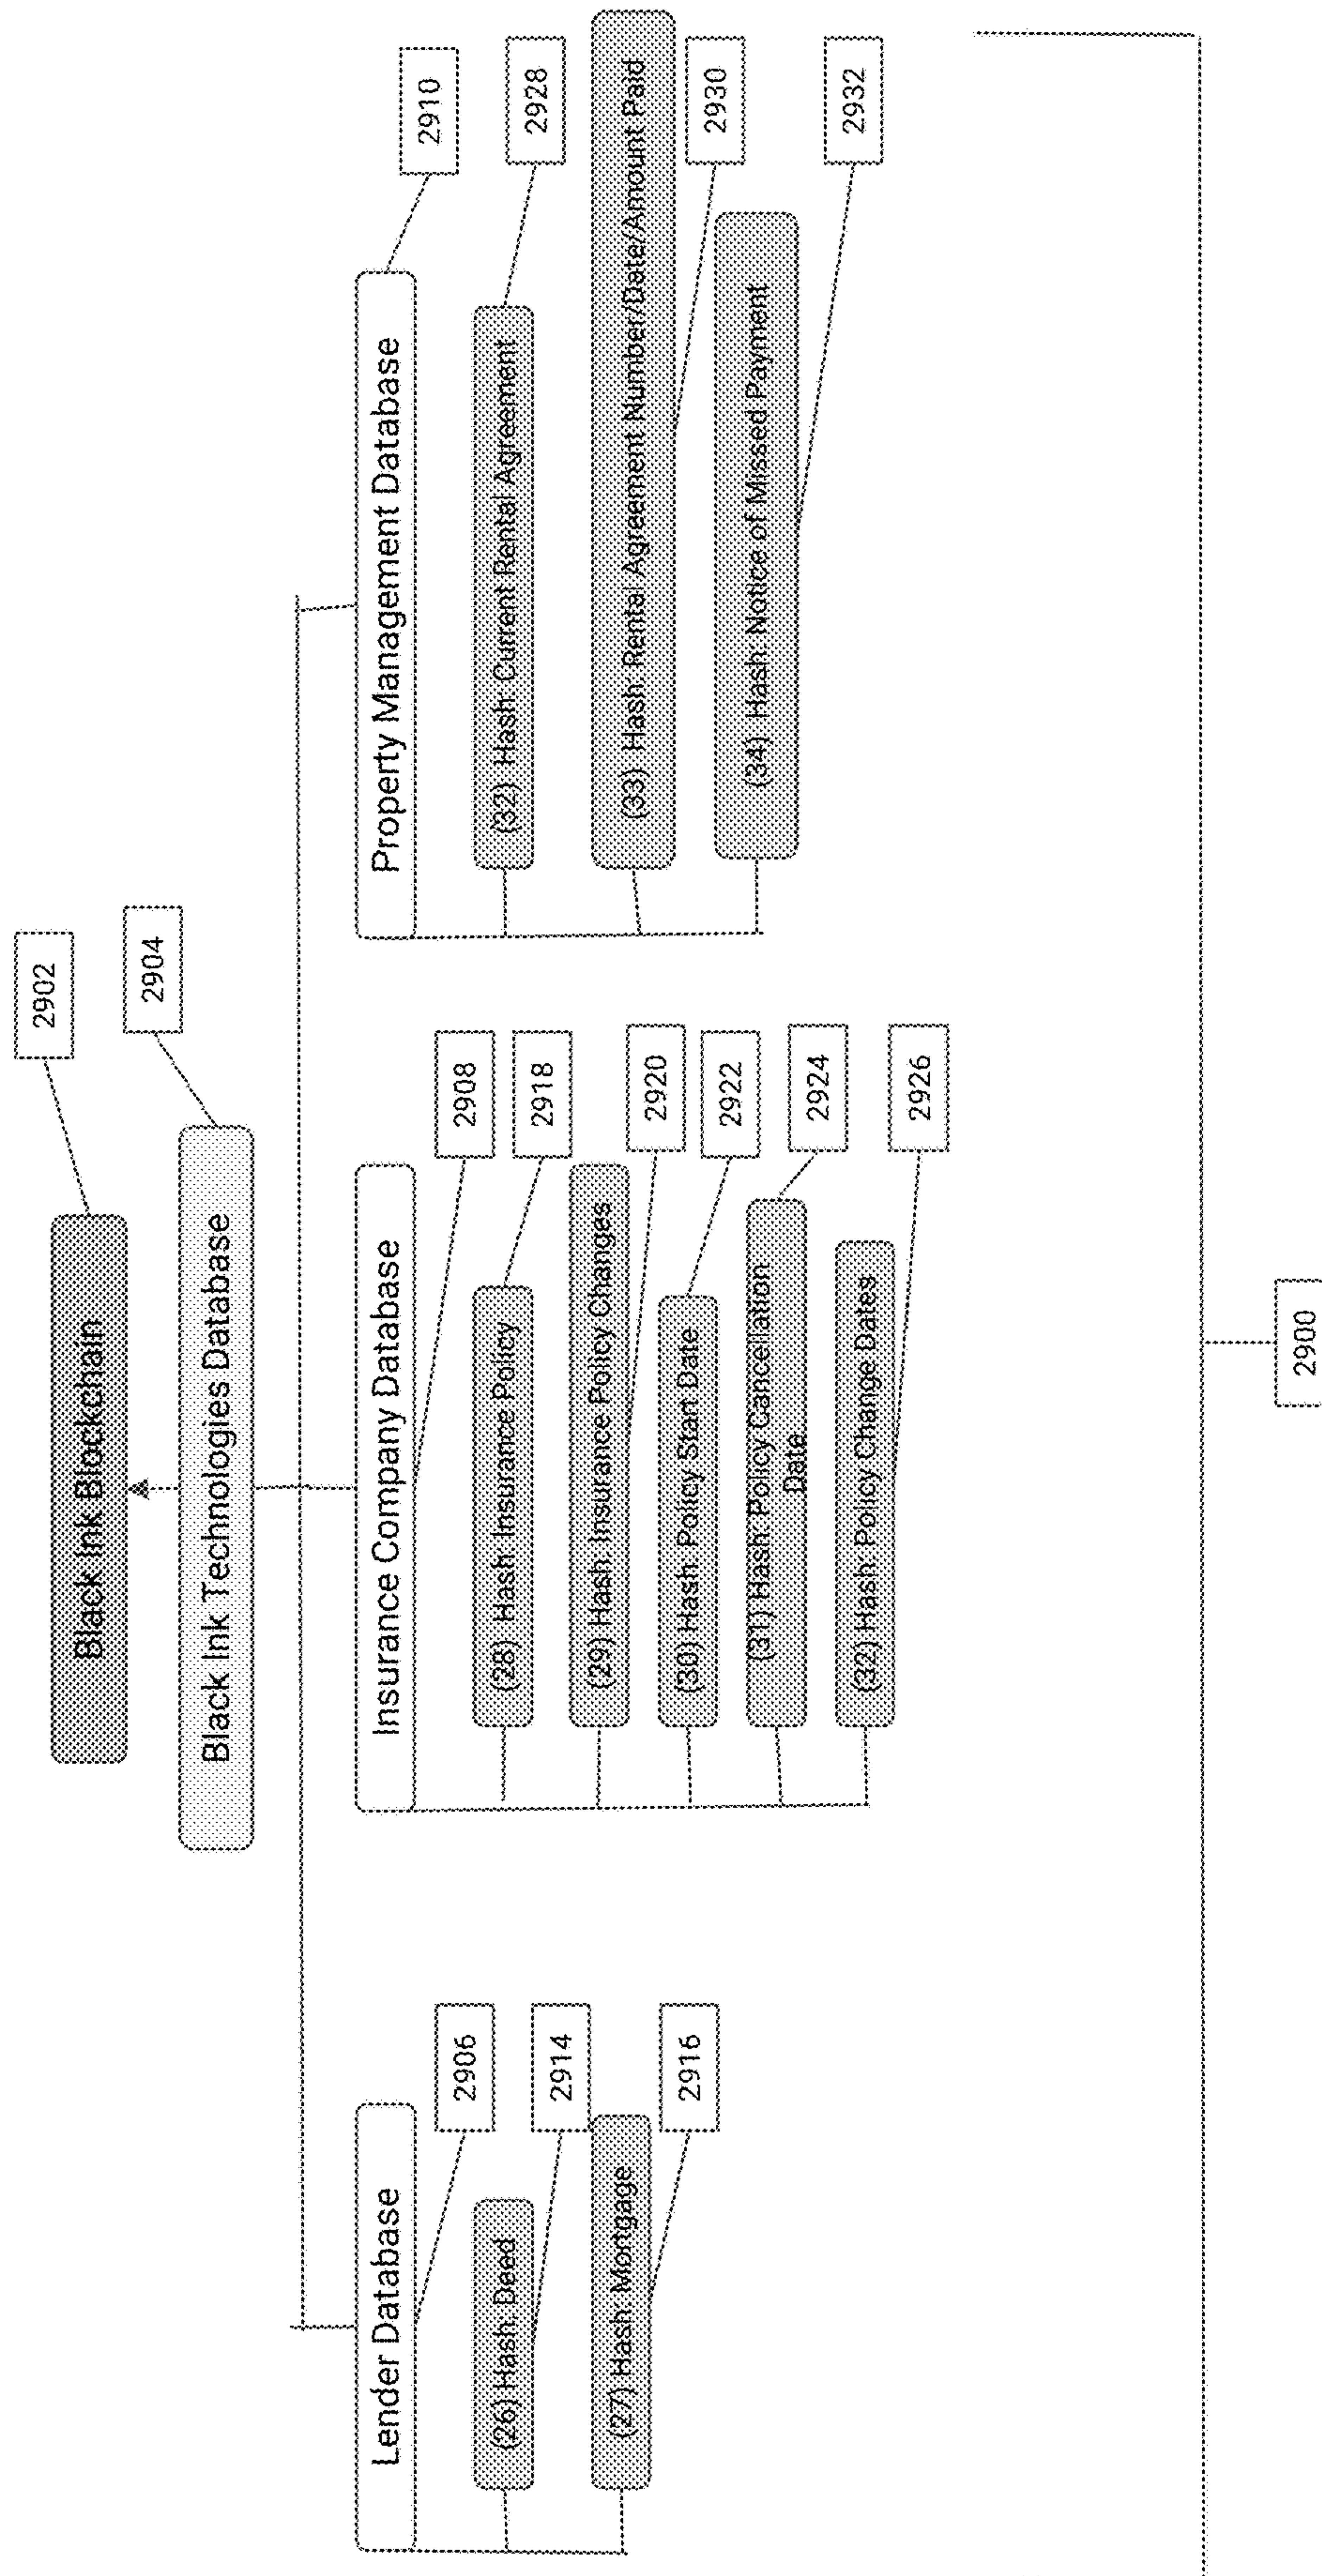 Black Ink Blockchain
2902
Black Ink Technologies Database
2904
Lender Database
2906
(26) Hash: Deed
2914
(27) Hash: Mortgage
2916
Insurance Company Database
2908
(28) Hash: Insurance Policy
2918
(29) Hash: Insurance Policy Changes
2920
(30) Hash Policy Start Date
2922
(31) Hash Policy Cancellation
Date
2924
(32) Hash Policy Change Dates
2926
Property Management Database
2910
(32) Hash: Current Rental Agreement
2928
(33) Hash: Rental Agreement Number/Date/Amount Paid
2930
(34) Hash Notice of Missed Payment
2932
2900